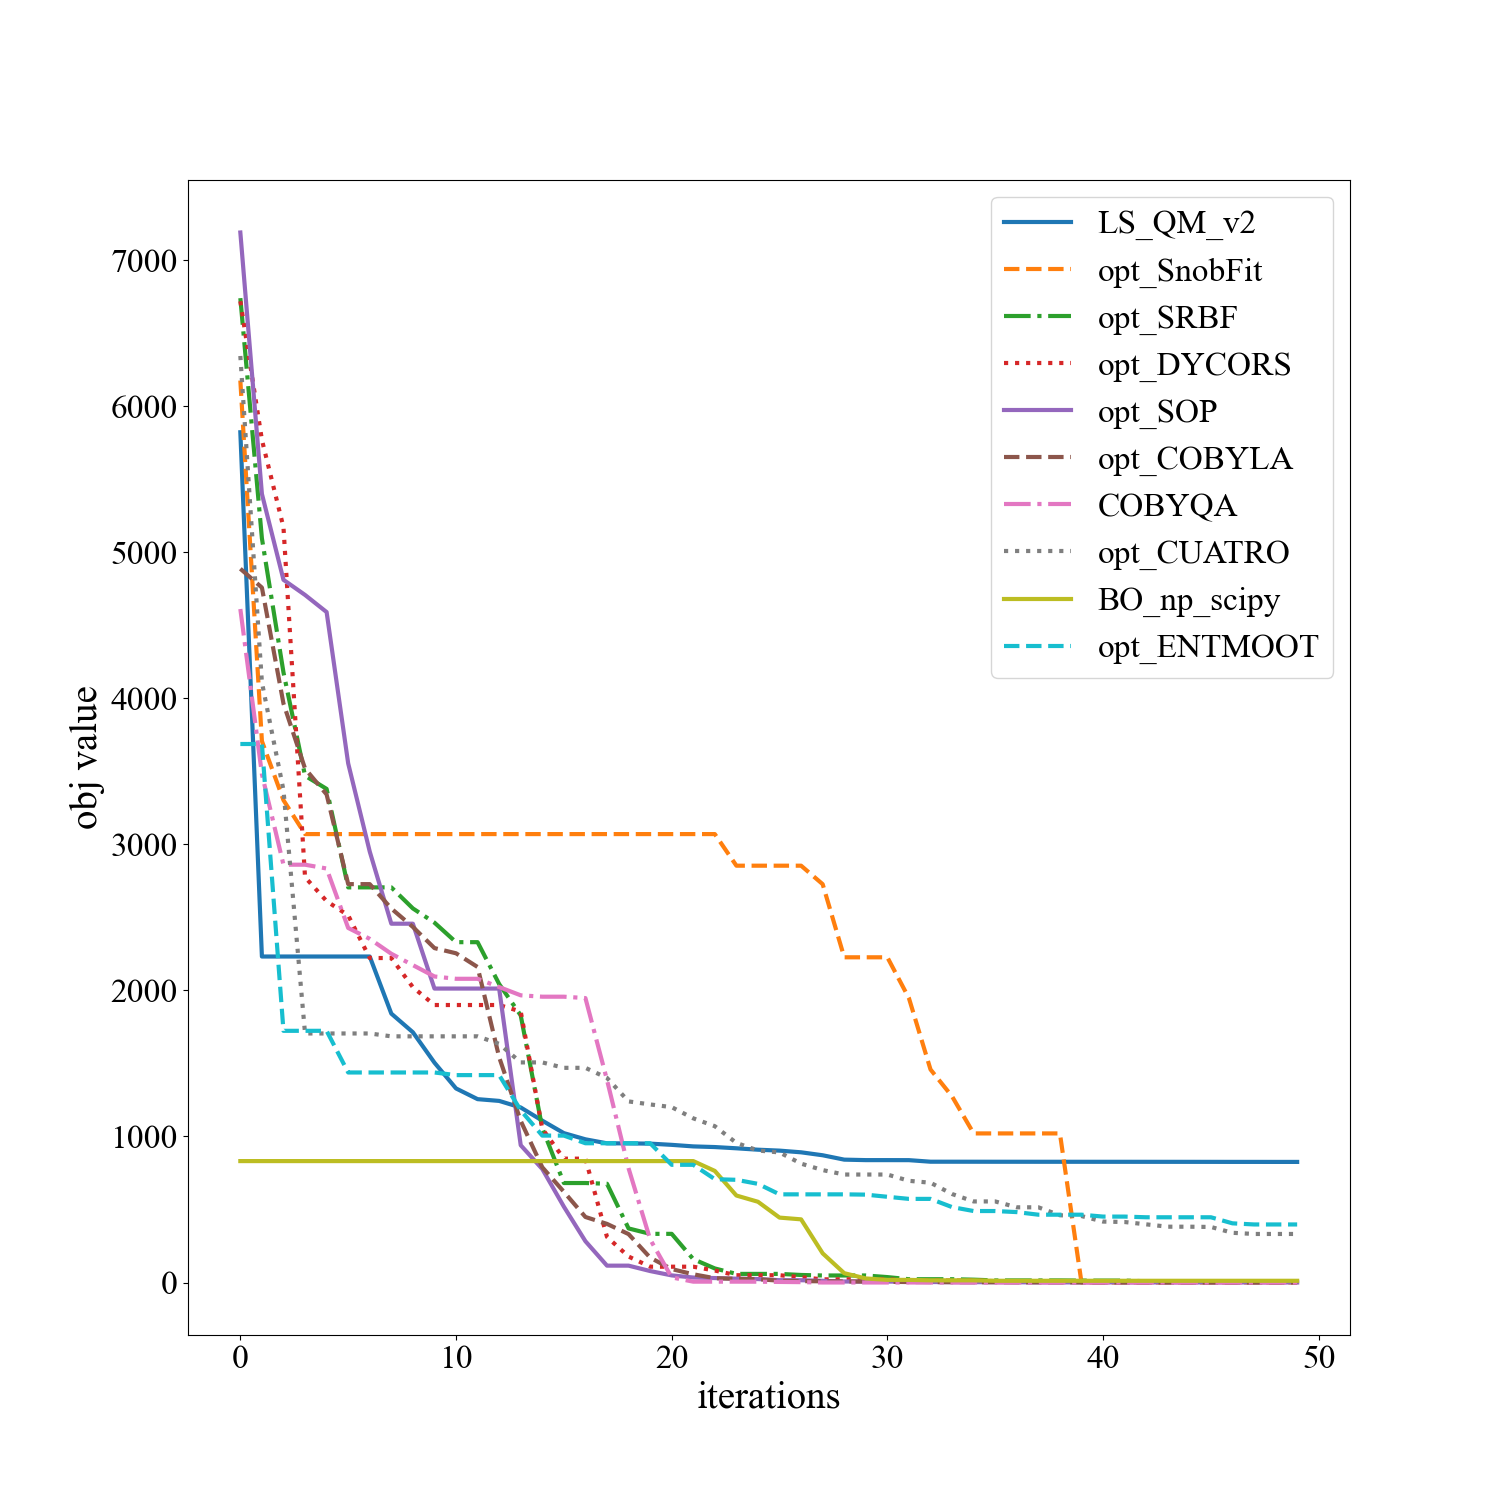 7000
6000
5000
4000
3000
2000
1000
0
obj value
0 10 20 30 40 50
iterations
LS_QM_v2
opt_SnobFit
opt_SRBF
opt_DYCORS
opt_SOP
opt_COBYLA
COBYQA
opt_CUATRO
BO_np_scipy
opt_ENTMOOT